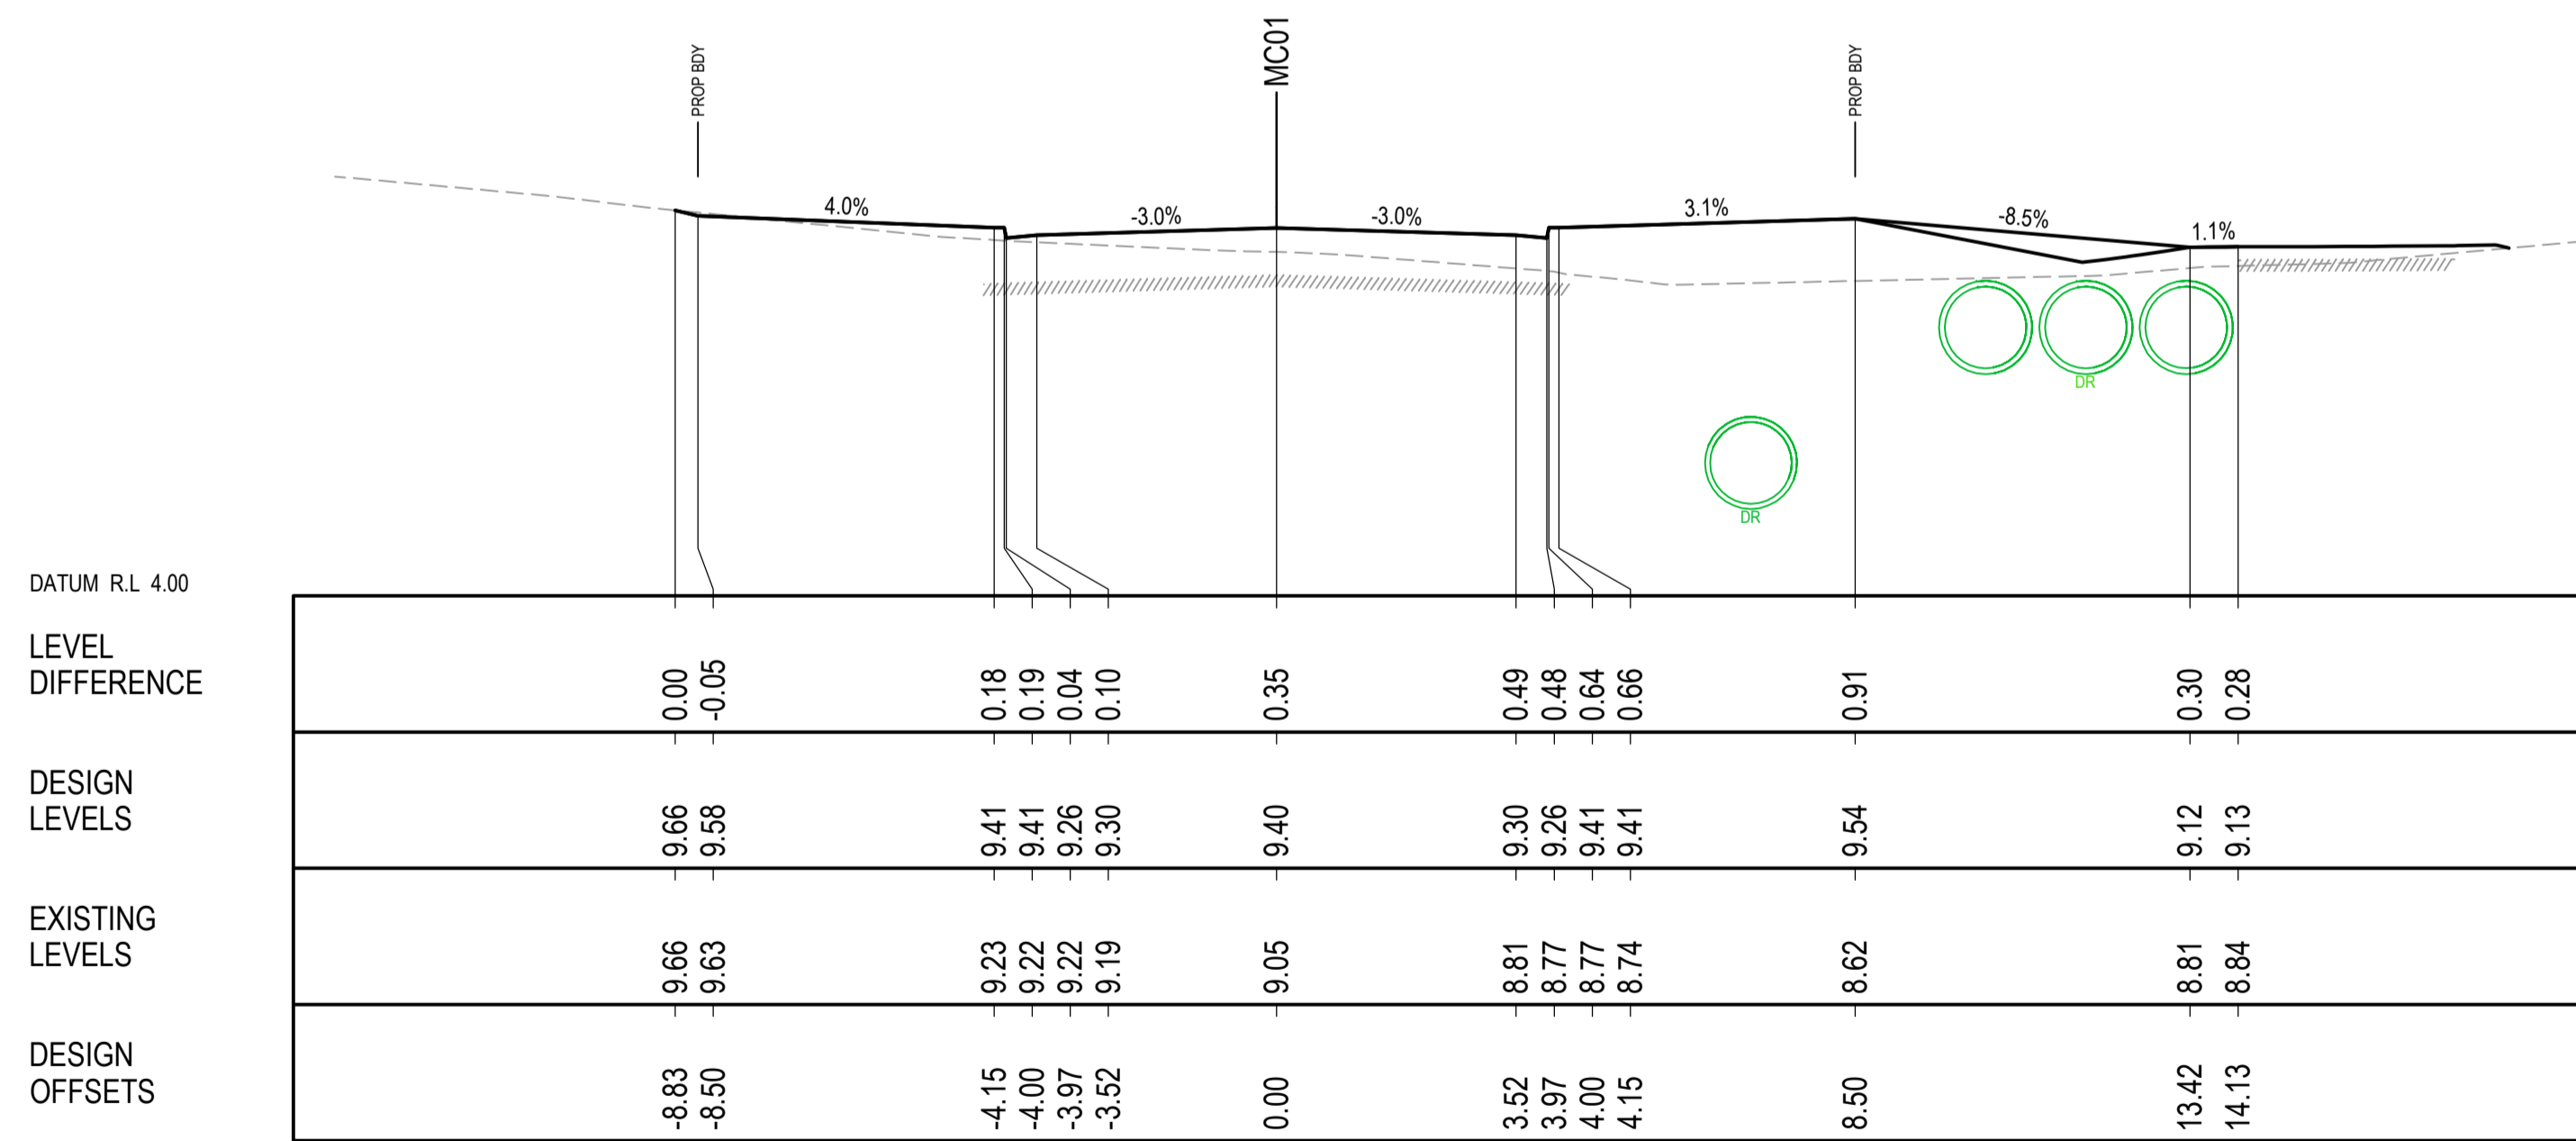 PROP BDY
MC01
PROP BDY
4.0%
-3.0%
-3.0%
3.1%
-8.5%
1.1%
DR
DR
DATUM R.L 4.00
LEVEL
DIFFERENCE
0.00 -0.05 0.18 0.19 0.04 0.10 0.35 0.49 0.48 0.64 0.66 0.91 0.30 0.28
DESIGN
LEVELS
9.66 9.58 9.41 9.41 9.26 9.30 9.40 9.30 9.26 9.41 9.41 9.54 9.12 9.13
EXISTING
LEVELS
9.66 9.63 9.23 9.22 9.22 9.19 9.05 8.81 8.77 8.77 8.74 8.62 8.81 8.84
DESIGN
OFFSETS
-8.83 -8.50 -4.15 -4.00 -3.97 -3.52 0.00 3.52 3.97 4.00 4.15 8.50 13.42 14.13